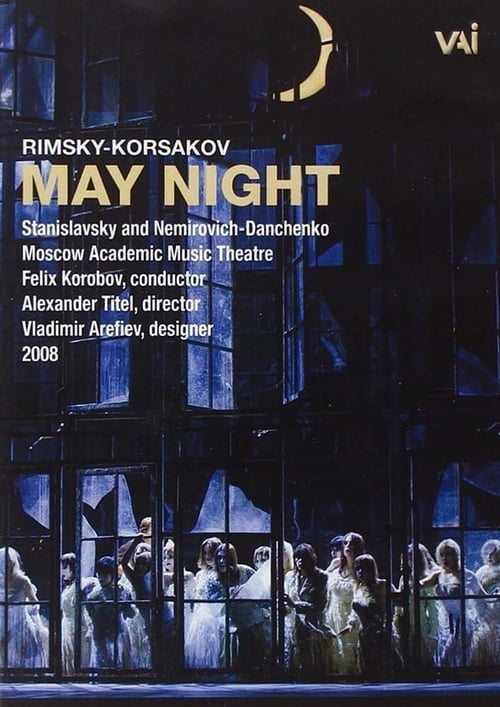 VAI
RIMSKY-KORSAKOV
MAY NIGHT
Stanislavsky and Nemirovich-Danchenko
Moscow Academic Music Theatre
Felix Korobov, conductor
Alexander Titel, director
Vladimir Arefiev, designer
2008